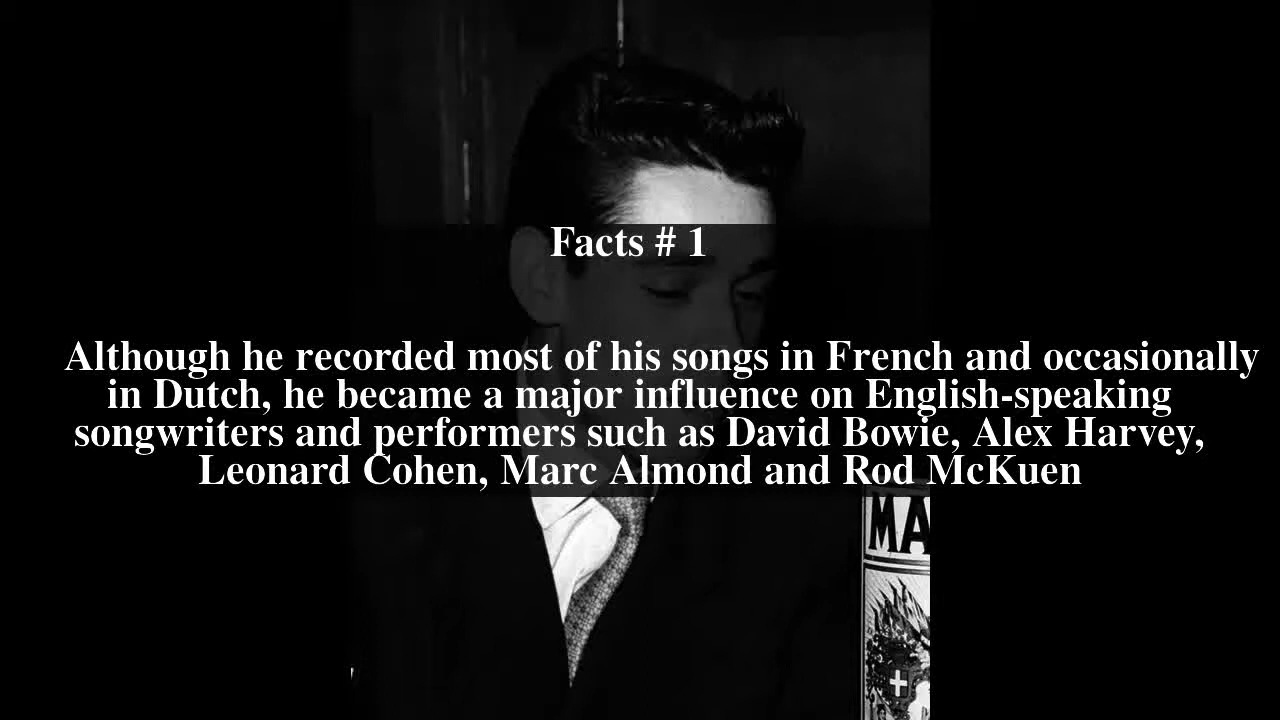 Facts # 1
Although he recorded most of his songs in French and occasionally
in Dutch, he became a major influence on English-speaking
songwriters and performers such as David Bowie, Alex Harvey,
Leonard Cohen, Marc Almond and Rod McKuen
MA